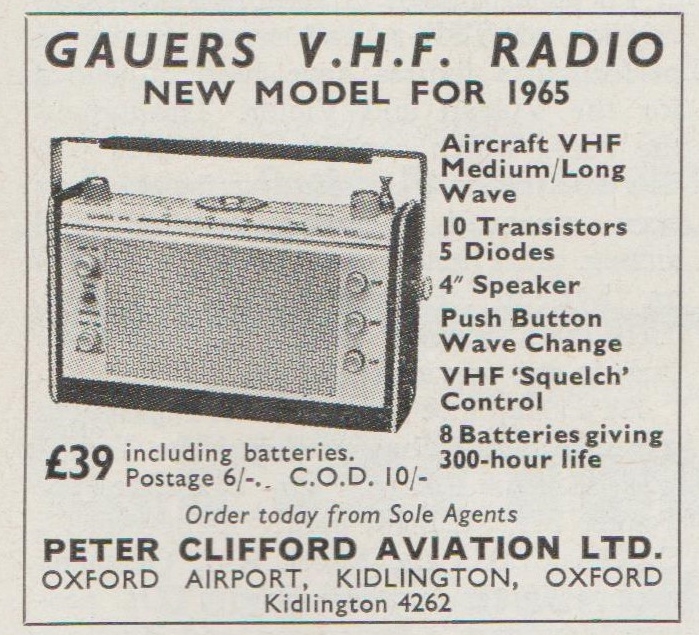 GAUERS V.H.F. RADIO
NEW MODEL FOR 1965
Aircraft VHF
Medium/Long
Wave
10 Transistors
5 Diodes
4″ Speaker
Push Button
Wave Change
VHF ‘Squelch’
Control
8 Batteries giving
300-hour life
£39 including batteries.
Postage 6/-.. C.O.D. 10/-
Order today from Sole Agents
PETER CLIFFORD AVIATION LTD.
OXFORD AIRPORT, KIDLINGTON, OXFORD
Kidlington 4262